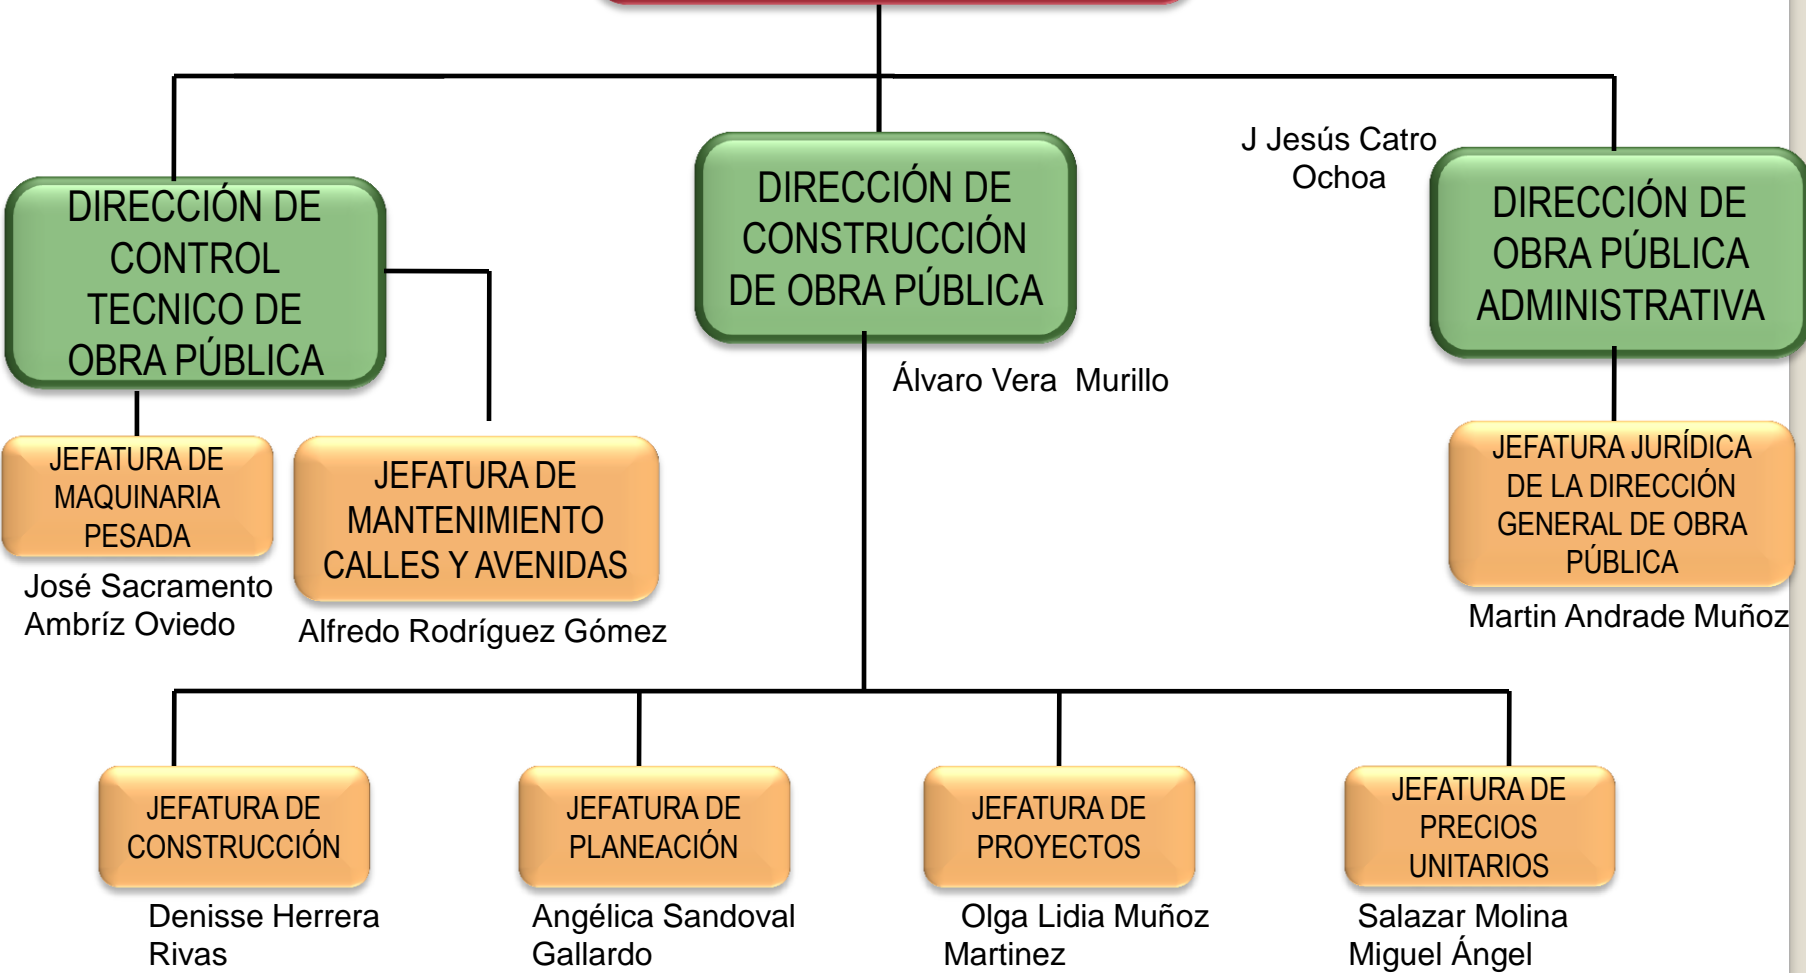 DIRECCIÓN DE
CONTROL
TECNICO DE
OBRA PÚBLICA
DIRECCIÓN DE
CONSTRUCCIÓN
DE OBRA PÚBLICA
Álvaro Vera  Murillo
J Jesús Catro
Ochoa
DIRECCIÓN DE
OBRA PÚBLICA
ADMINISTRATIVA
JEFATURA DE
MAQUINARIA
PESADA
José Sacramento
Ambríz Oviedo
JEFATURA DE
MANTENIMIENTO
CALLES Y AVENIDAS
Alfredo Rodríguez Gómez
JEFATURA JURÍDICA
DE LA DIRECCIÓN
GENERAL DE OBRA
PÚBLICA
Martin Andrade Muñoz
JEFATURA DE
CONSTRUCCIÓN
Denisse Herrera
Rivas
JEFATURA DE
PLANEACIÓN
Angélica Sandoval
Gallardo
JEFATURA DE
PROYECTOS
Olga Lidia Muñoz
Martinez
JEFATURA DE
PRECIOS
UNITARIOS
Salazar Molina
Miguel Ángel